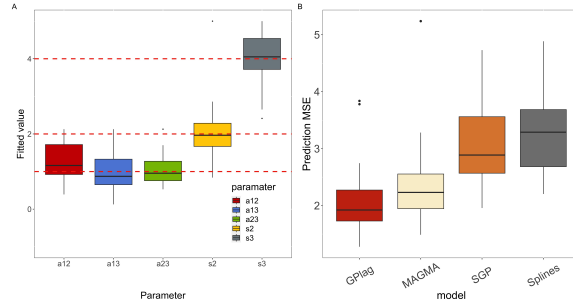 A
Fitted value
4
2
1
0
paramater
a12
a13
a23
s2
s3
a12 a13 a23 s2 s3
Parameter
B
Prediction MSE
5
4
3
2
GPlag MAGMA SGP Splines
model